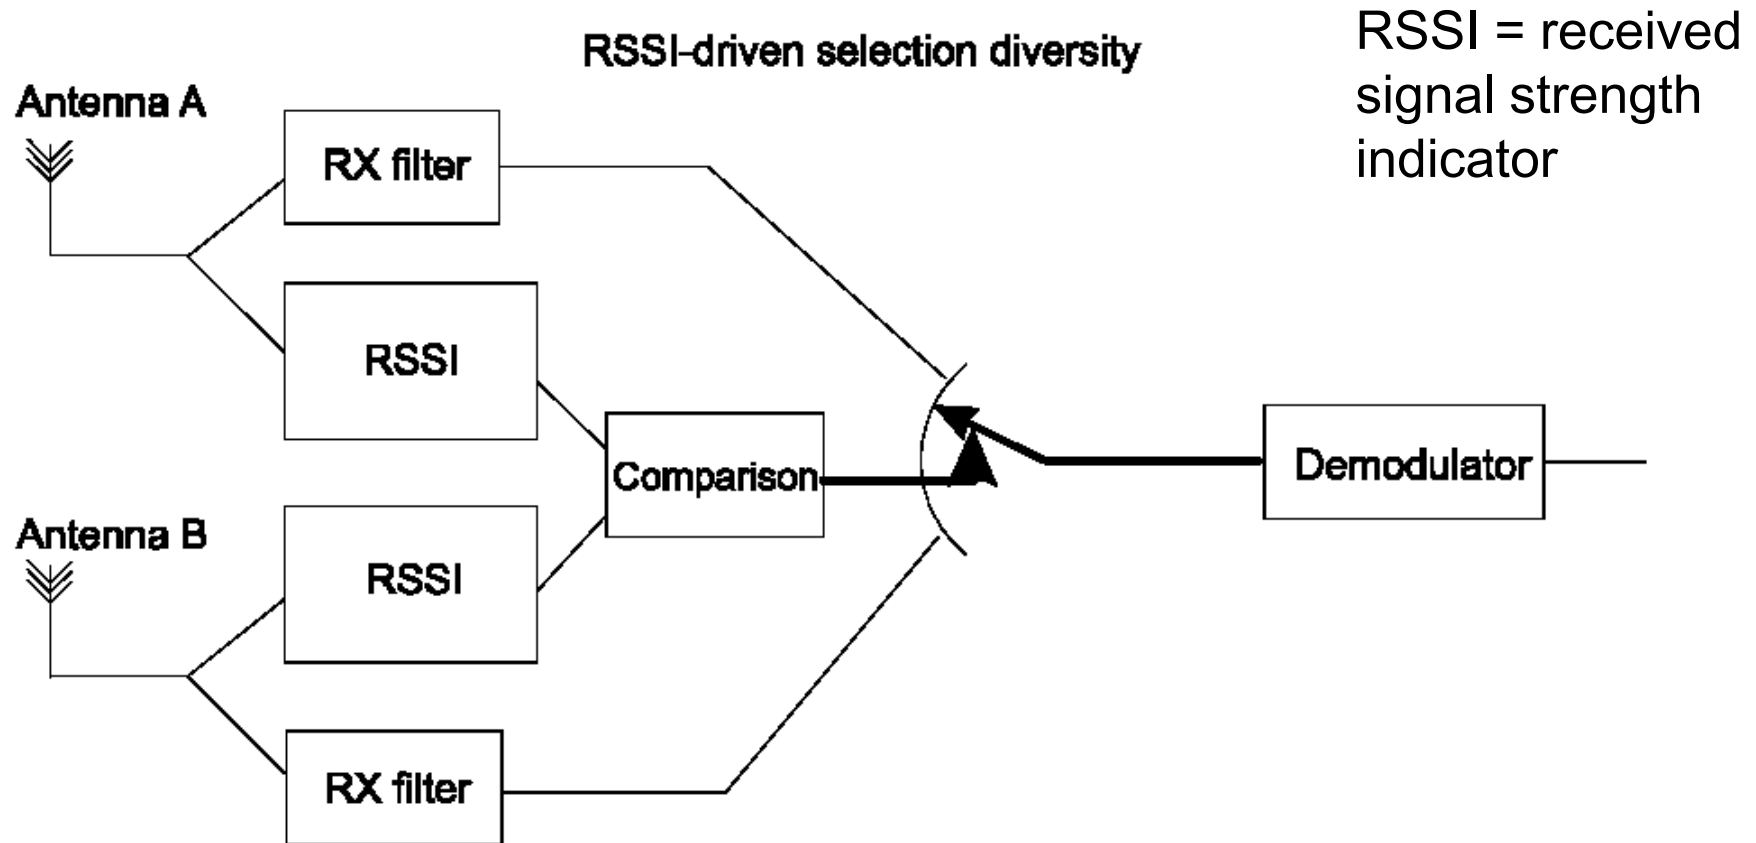 RSSI-driven selection diversity
RSSI = received
signal strength
indicator
Antenna A
RX filter
RSSI
Comparison
Demodulator
Antenna B
RSSI
RX filter